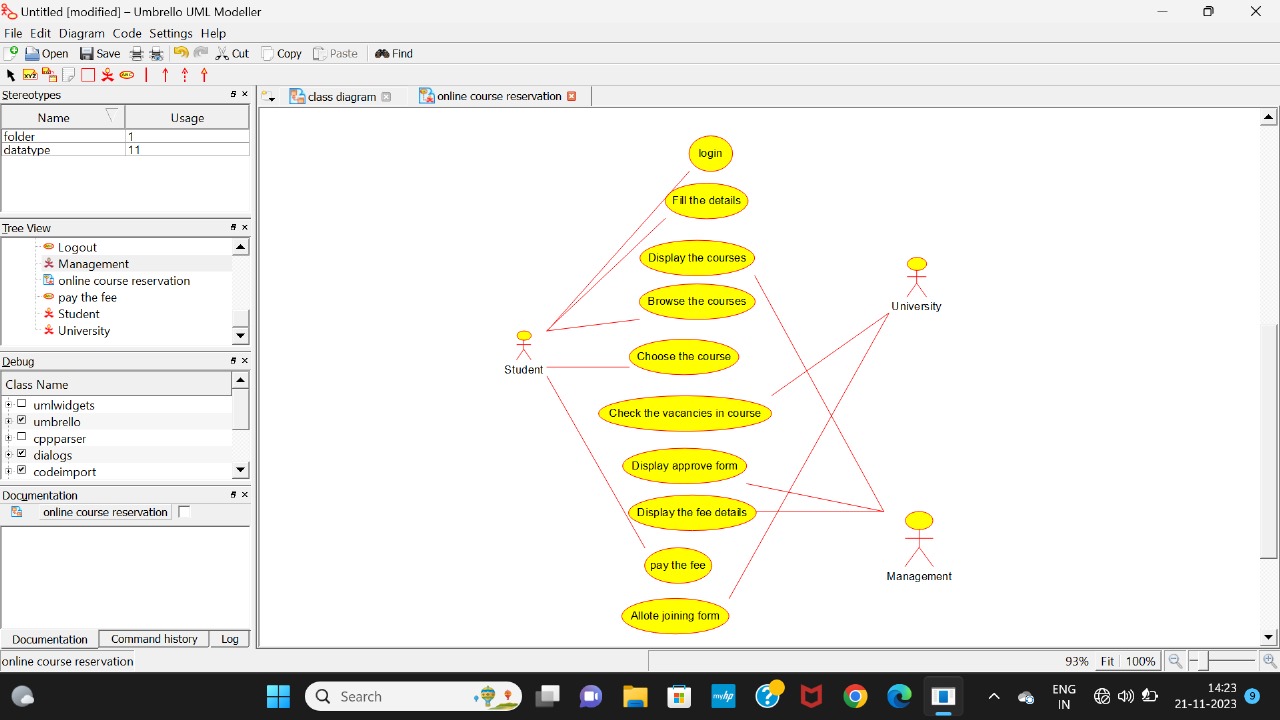 Untitled [modified] – Umbrello UML Modeller
File Edit Diagram Code Settings Help
Open Save Cut Copy Paste Find
XYZ
Stereotypes
Name Usage
folder 1
datatype 11
Tree View
Logout
Management
online course reservation
pay the fee
Student
University
Debug
Class Name
umlwidgets
umbrello
cppparser
dialogs
codeimport
Documentation
online course reservation
Documentation Command history Log
online course reservation
class diagram
online course reservation
login
Fill the details
Display the courses
Browse the courses
Choose the course
Check the vacancies in course
Display approve form
Display the fee details
pay the fee
Allote joining form
Student
University
Management
93% Fit 100%
Search
myhp
ENG
IN
14:23
21-11-2023
9